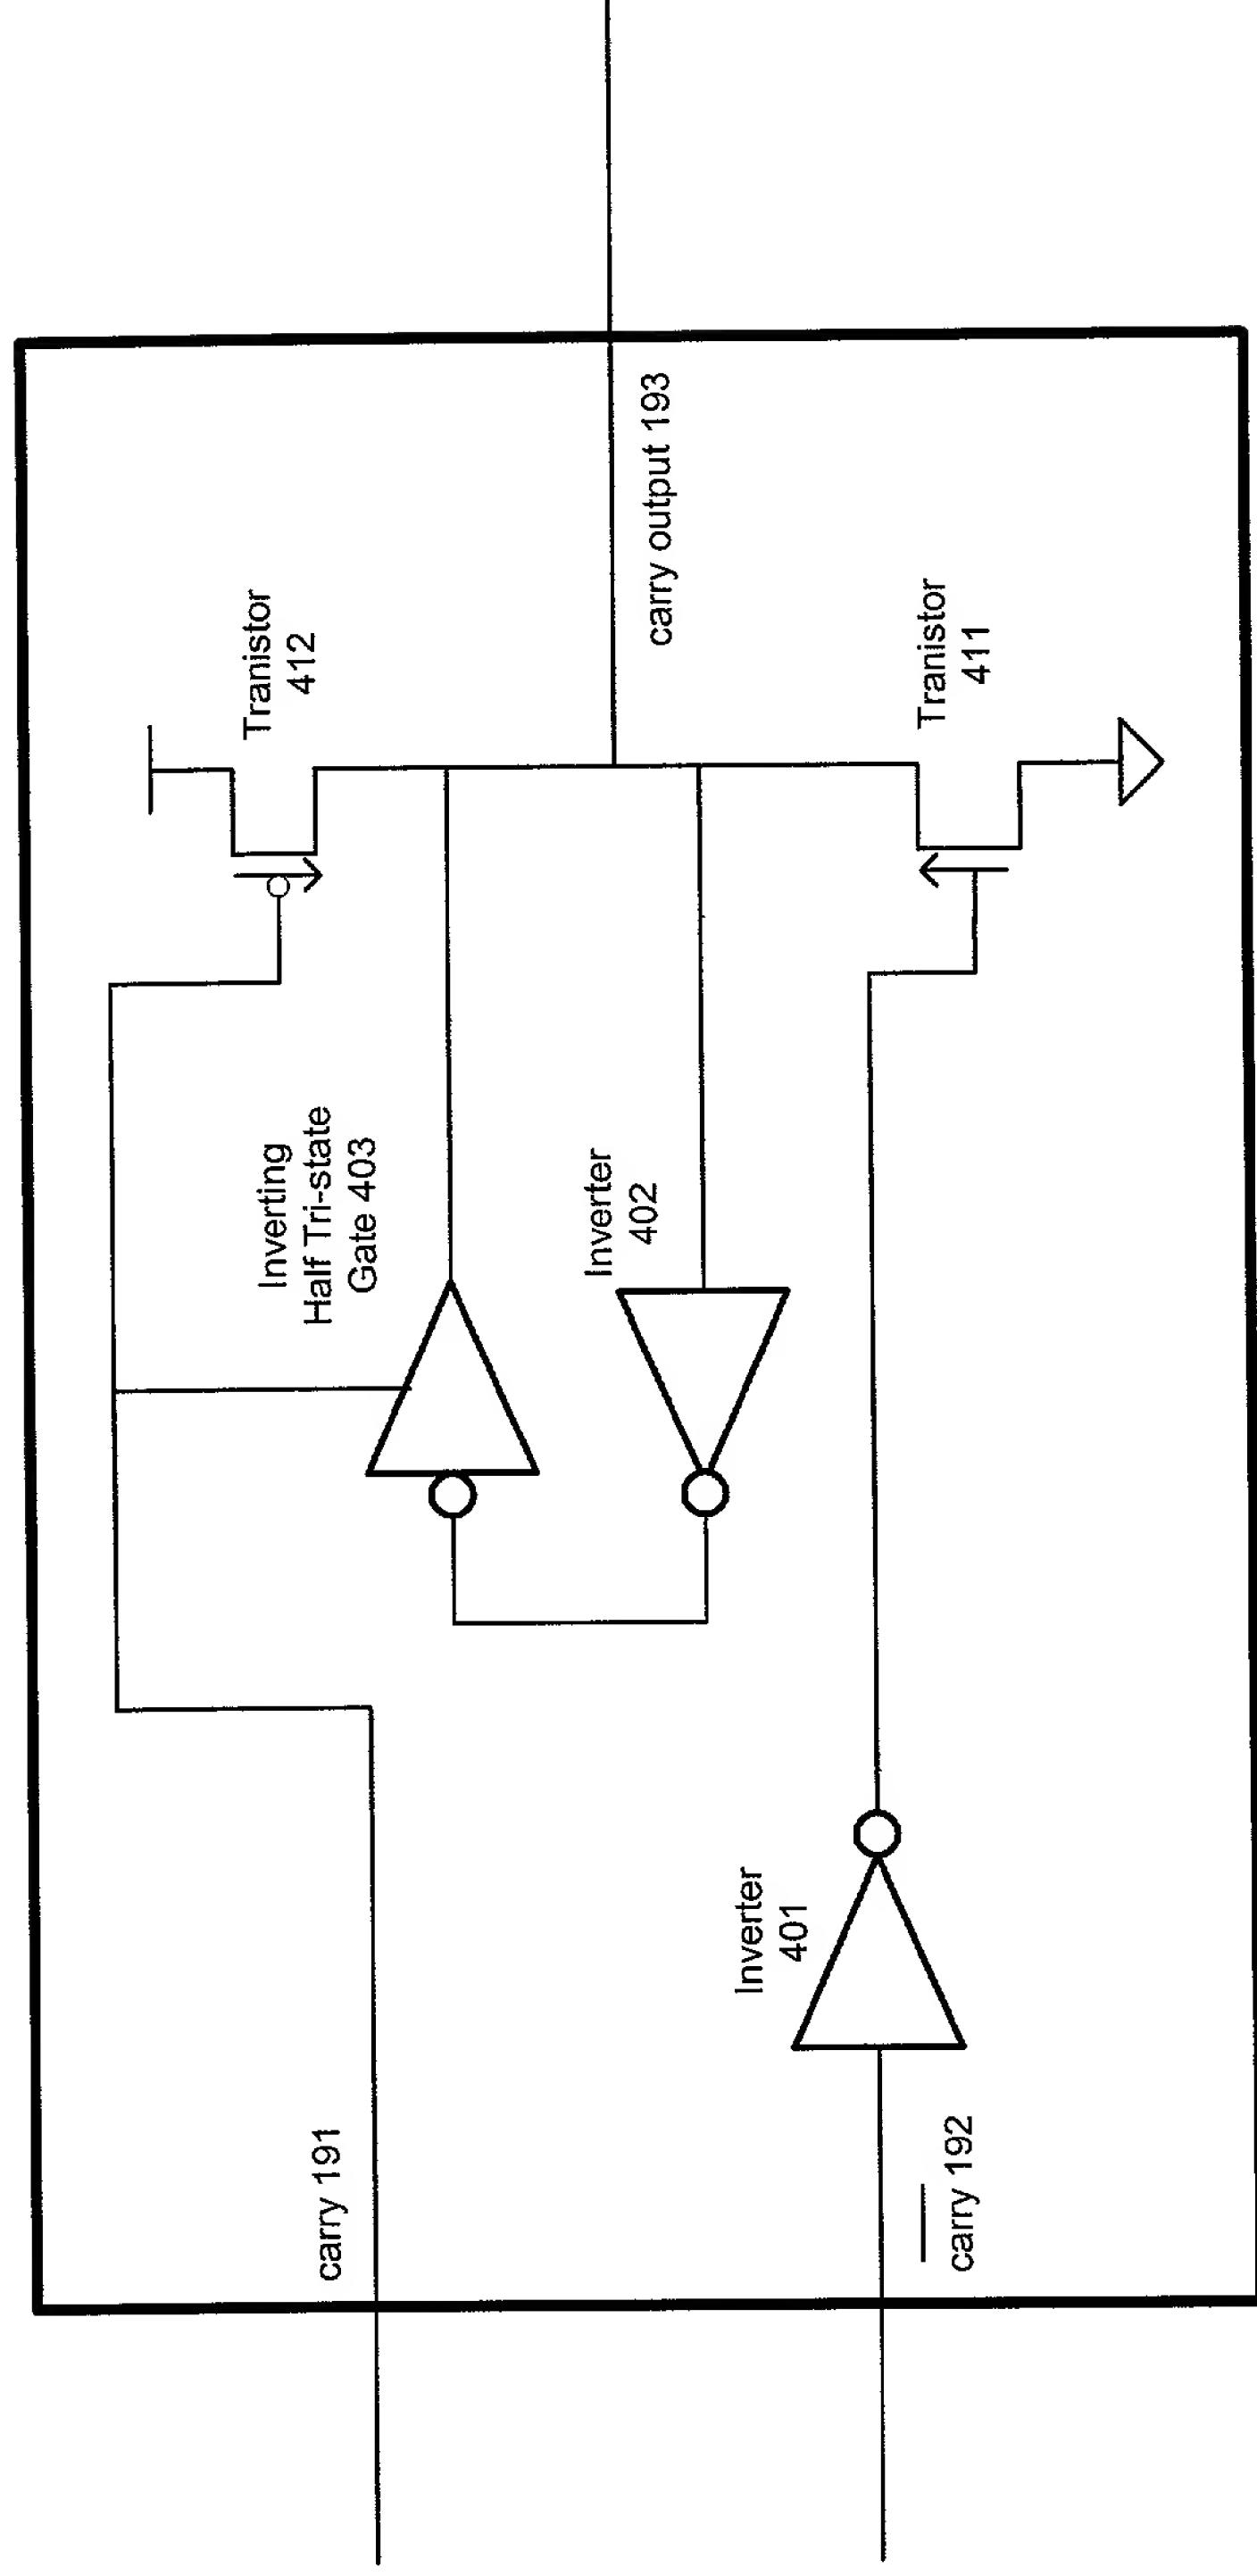 carry 191
carry 192
Inverter
401
Inverting
Half Tri-state
Gate 403
Inverter
402
Tranistor
412
carry output 193
Tranistor
411